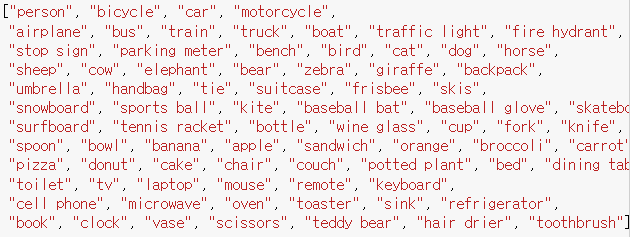 ["person", "bicycle", "car", "motorcycle",
"airplane", "bus", "train", "truck", "boat", "traffic light", "fire hydrant",
"stop sign", "parking meter", "bench", "bird", "cat", "dog", "horse",
"sheep", "cow", "elephant", "bear", "zebra", "giraffe", "backpack",
"umbrella", "handbag", "tie", "suitcase", "frisbee", "skis",
"snowboard", "sports ball", "kite", "baseball bat", "baseball glove", "skatebo
"surfboard", "tennis racket", "bottle", "wine glass", "cup", "fork", "knife",
"spoon", "bowl", "banana", "apple", "sandwich", "orange", "broccoli", "carrot"
"pizza", "donut", "cake", "chair", "couch", "potted plant", "bed", "dining tab
"toilet", "tv", "laptop", "mouse", "remote", "keyboard",
"cell phone", "microwave", "oven", "toaster", "sink", "refrigerator",
"book", "clock", "vase", "scissors", "teddy bear", "hair drier", "toothbrush"]